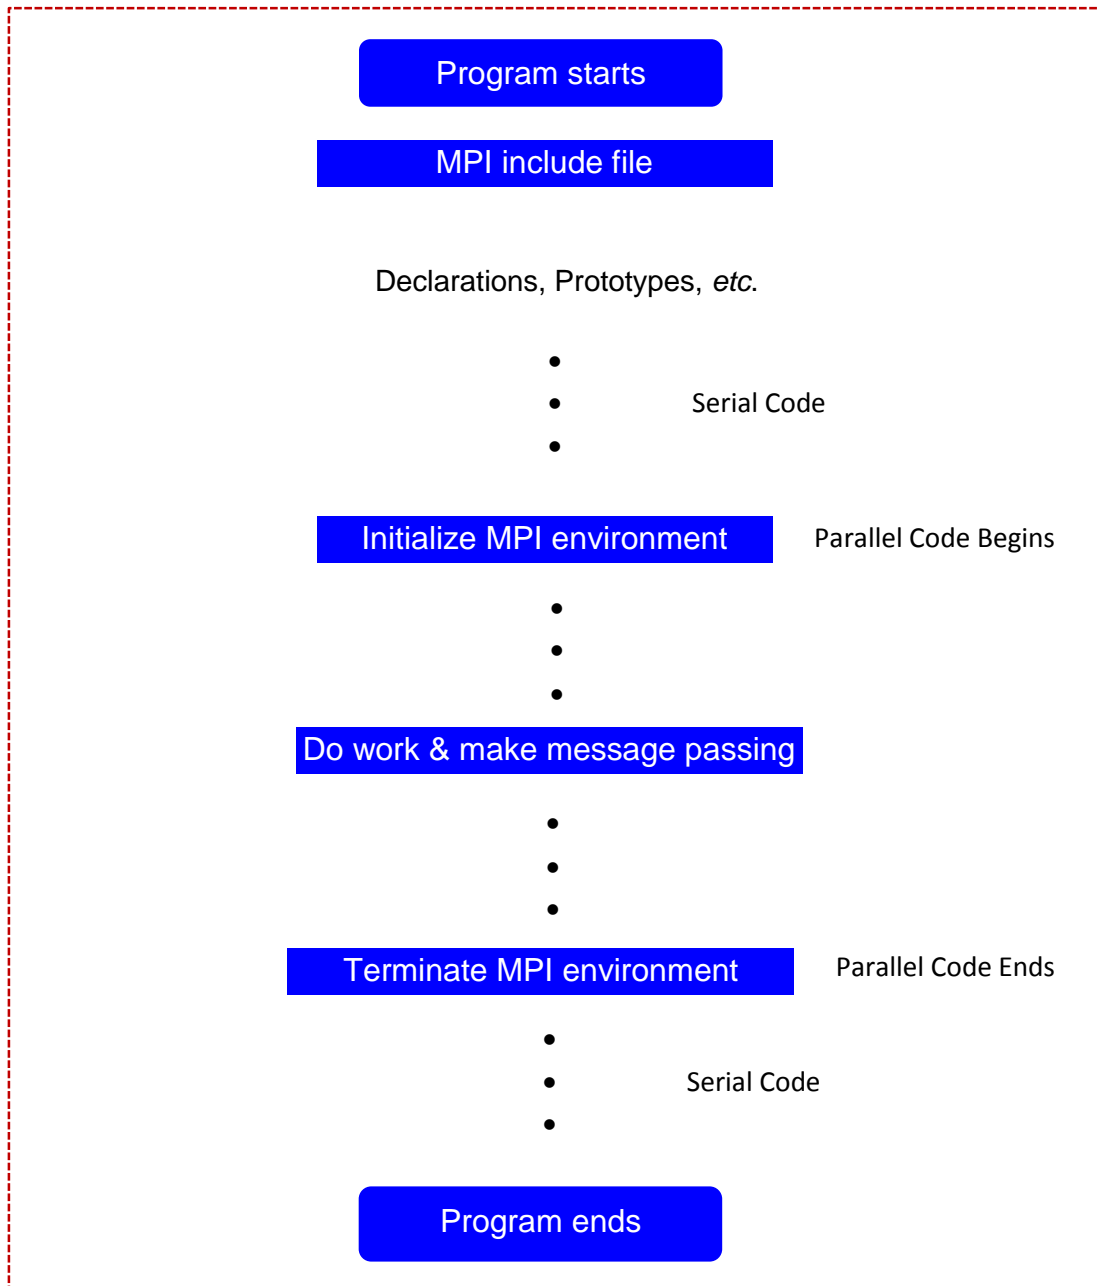 Program starts
MPI include file
Declarations, Prototypes, etc.
Serial Code
Initialize MPI environment
Parallel Code Begins
Do work & make message passing
Terminate MPI environment
Parallel Code Ends
Serial Code
Program ends